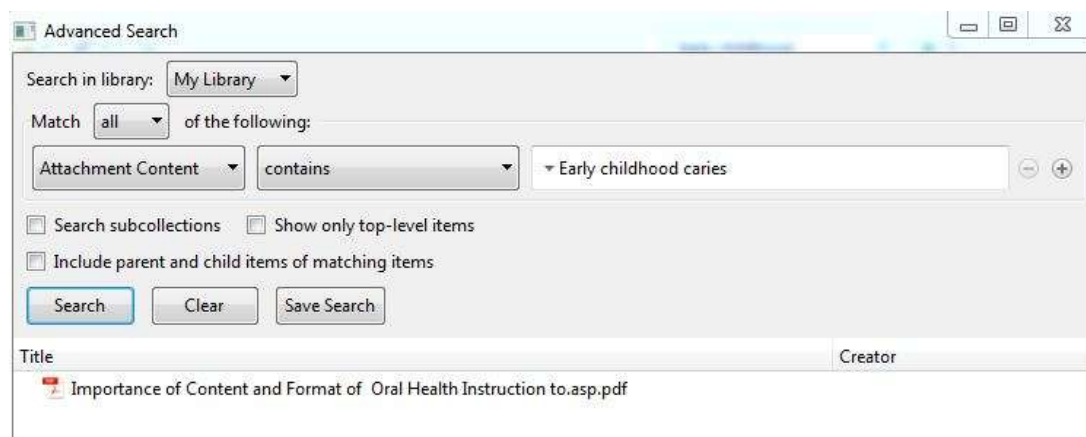 Advanced Search
Search in library: My Library
Match all of the following:
Attachment Content contains Early childhood caries
Search subcollections Show only top-level items
Include parent and child items of matching items
Search Clear Save Search
Title Creator
Importance of Content and Format of Oral Health Instruction to.asp.pdf